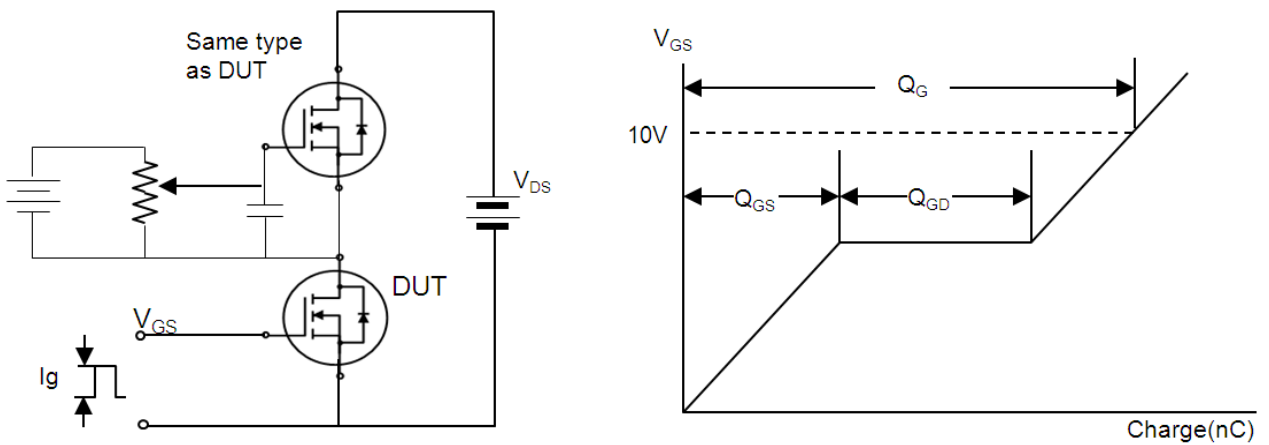 Same type
as DUT
VDS
DUT
VGS
Ig
VGS
QG
10V
QGS
QGD
Charge(nC)